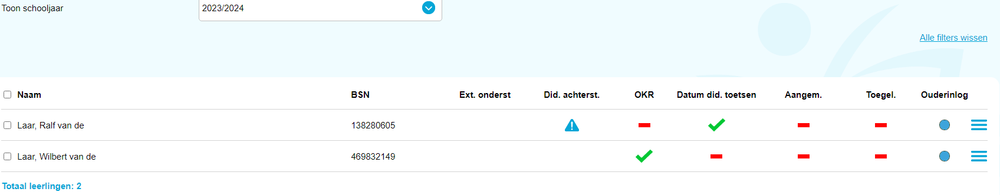 Toon schooljaar 2023/2024
Alle filters wissen
Naam BSN Ext. onderst Did. achterst. OKR Datum did. toetsen Aangem. Toegel. Ouderinlog
Laar, Ralf van de 138280605
Laar, Wilbert van de 469832149
Totaal leerlingen: 2